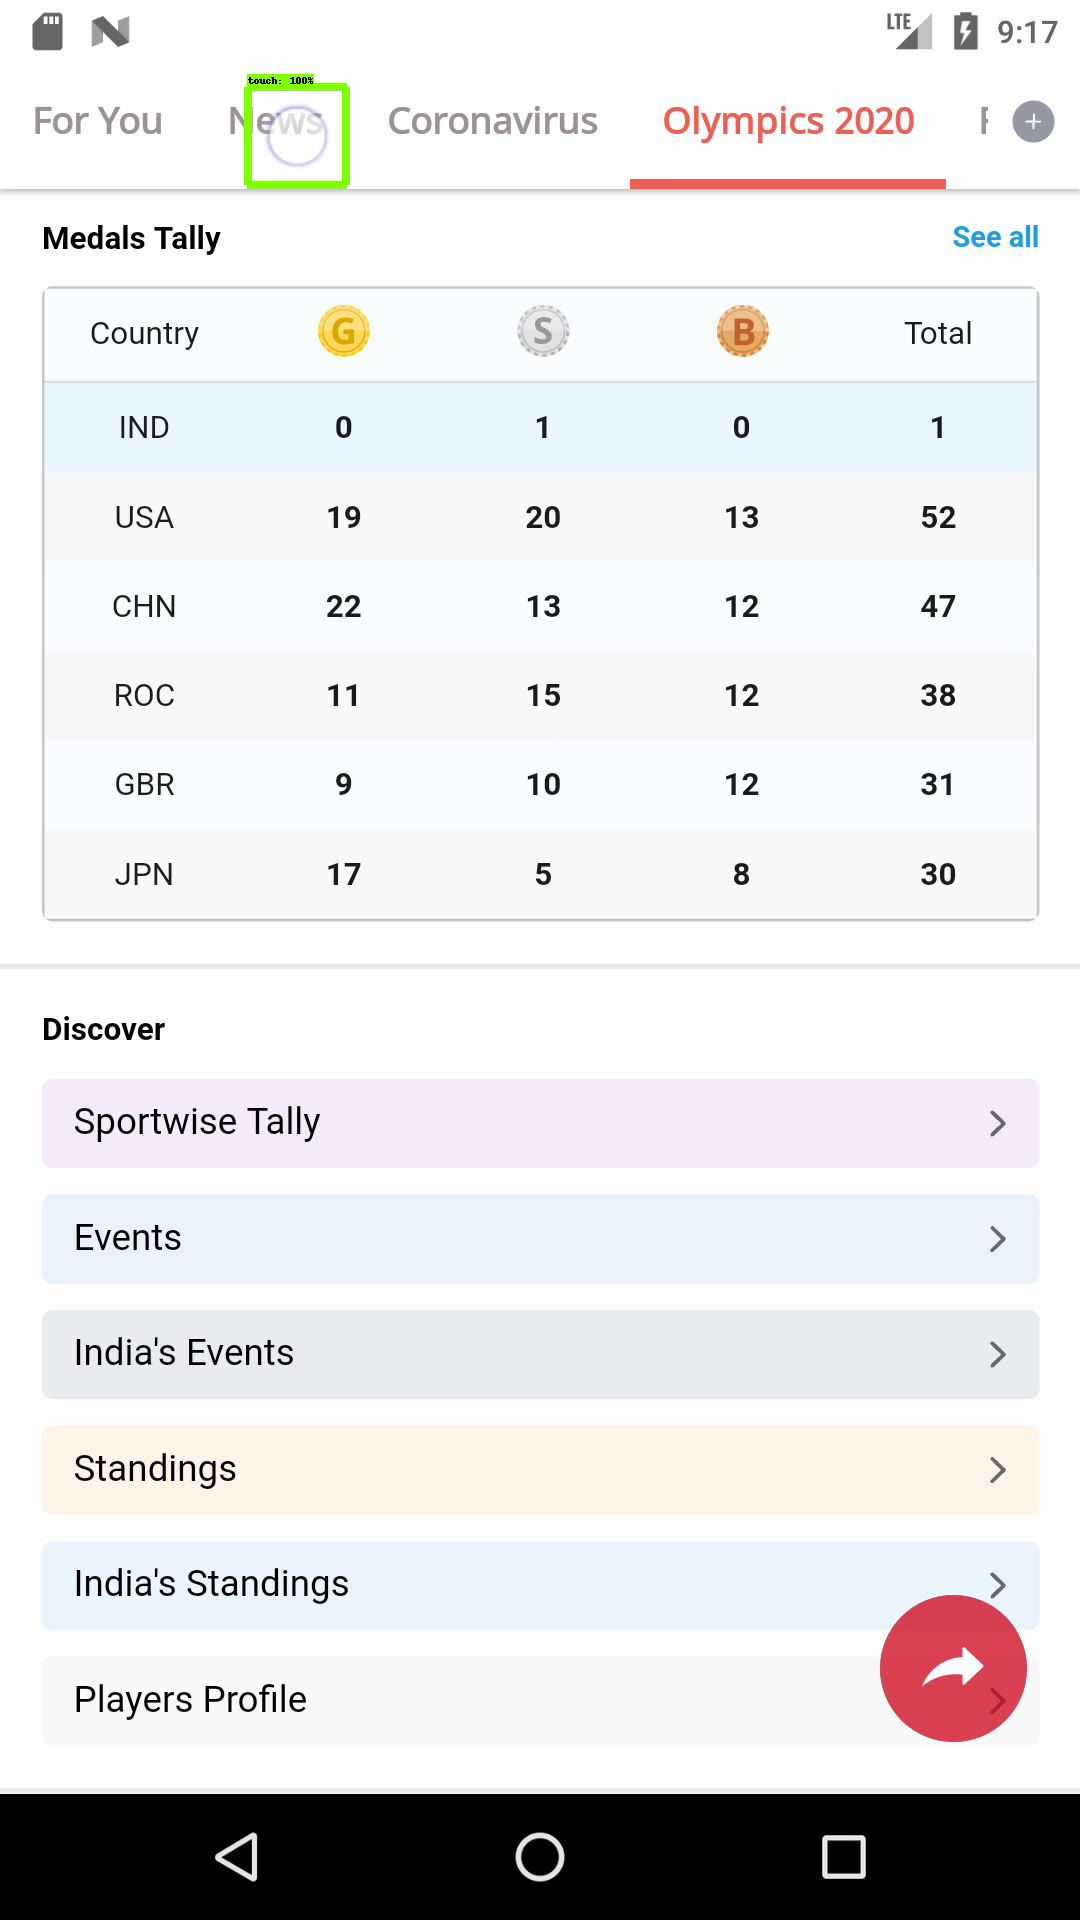 LTE 9:17
touch: 100%
For You News Coronavirus Olympics 2020
Medals Tally See all
Country G S B Total
IND 0 1 0 1
USA 19 20 13 52
CHN 22 13 12 47
ROC 11 15 12 38
GBR 9 10 12 31
JPN 17 5 8 30
Discover
Sportwise Tally
Events
India's Events
Standings
India's Standings
Players Profile